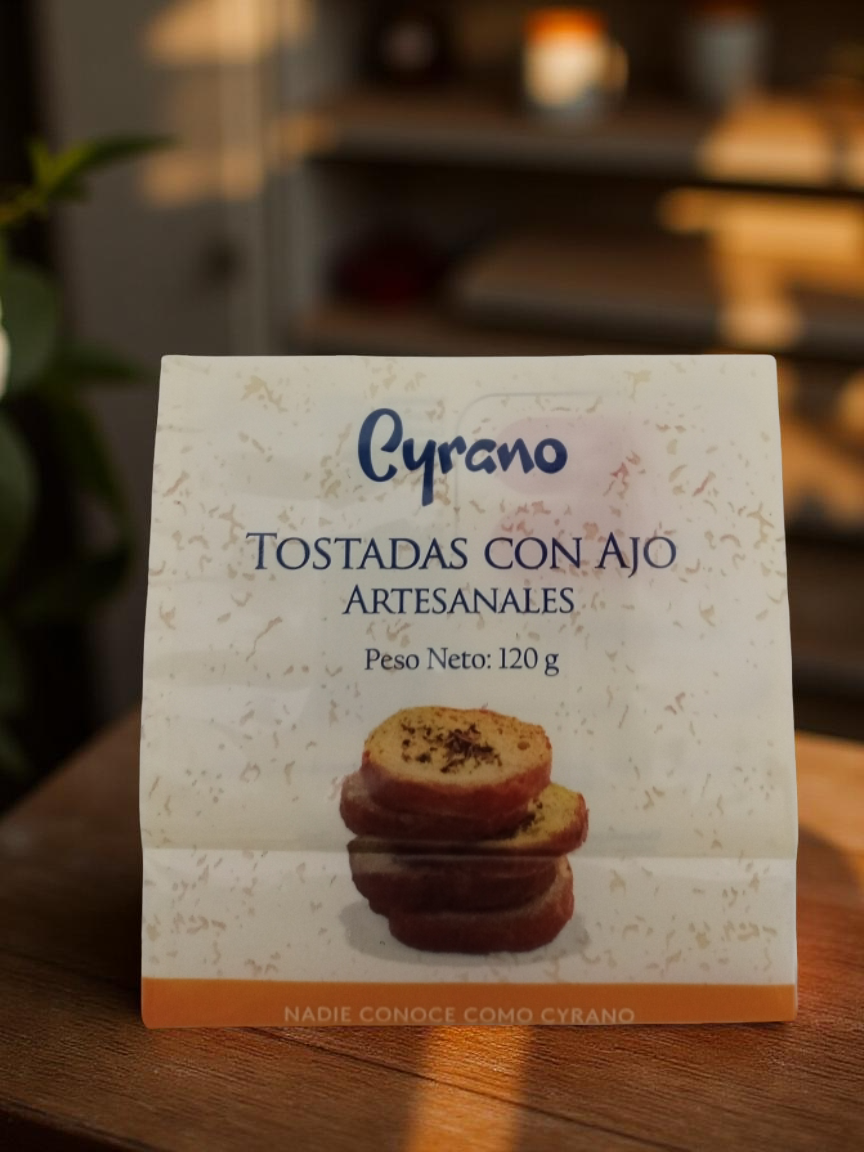 Cyrano
TOSTADAS CON AJO
ARTESANALES
Peso Neto: 120 g
NADIE CONOCE COMO CYRANO